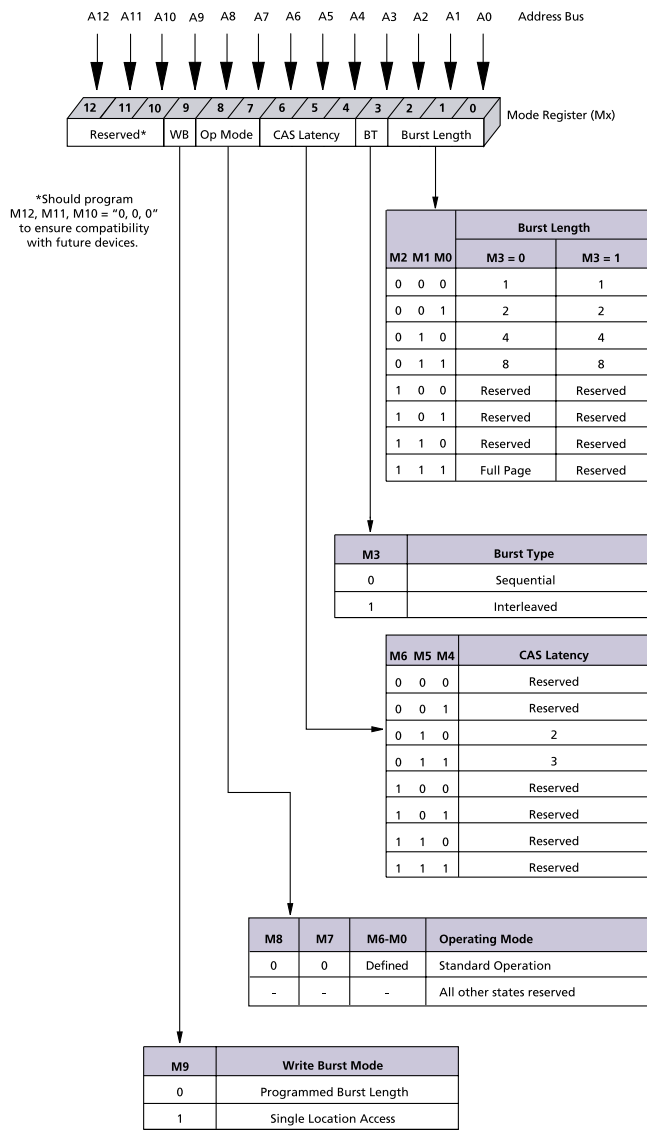 A12 A11 A10 A9 A8 A7 A6 A5 A4 A3 A2 A1 A0 Address Bus
12 11 10 9 8 7 6 5 4 3 2 1 0
Mode Register (Mx)
Reserved* WB Op Mode CAS Latency BT Burst Length
*Should program
M12, M11, M10 = “0, 0, 0”
to ensure compatibility
with future devices.
Burst Length
M2 M1 M0 M3 = 0 M3 = 1
0 0 0 1 1
0 0 1 2 2
0 1 0 4 4
0 1 1 8 8
1 0 0 Reserved Reserved
1 0 1 Reserved Reserved
1 1 0 Reserved Reserved
1 1 1 Full Page Reserved
M3 Burst Type
0 Sequential
1 Interleaved
M6 M5 M4 CAS Latency
0 0 0 Reserved
0 0 1 Reserved
0 1 0 2
0 1 1 3
1 0 0 Reserved
1 0 1 Reserved
1 1 0 Reserved
1 1 1 Reserved
M8 M7 M6-M0 Operating Mode
0 0 Defined Standard Operation
- - - All other states reserved
M9 Write Burst Mode
0 Programmed Burst Length
1 Single Location Access